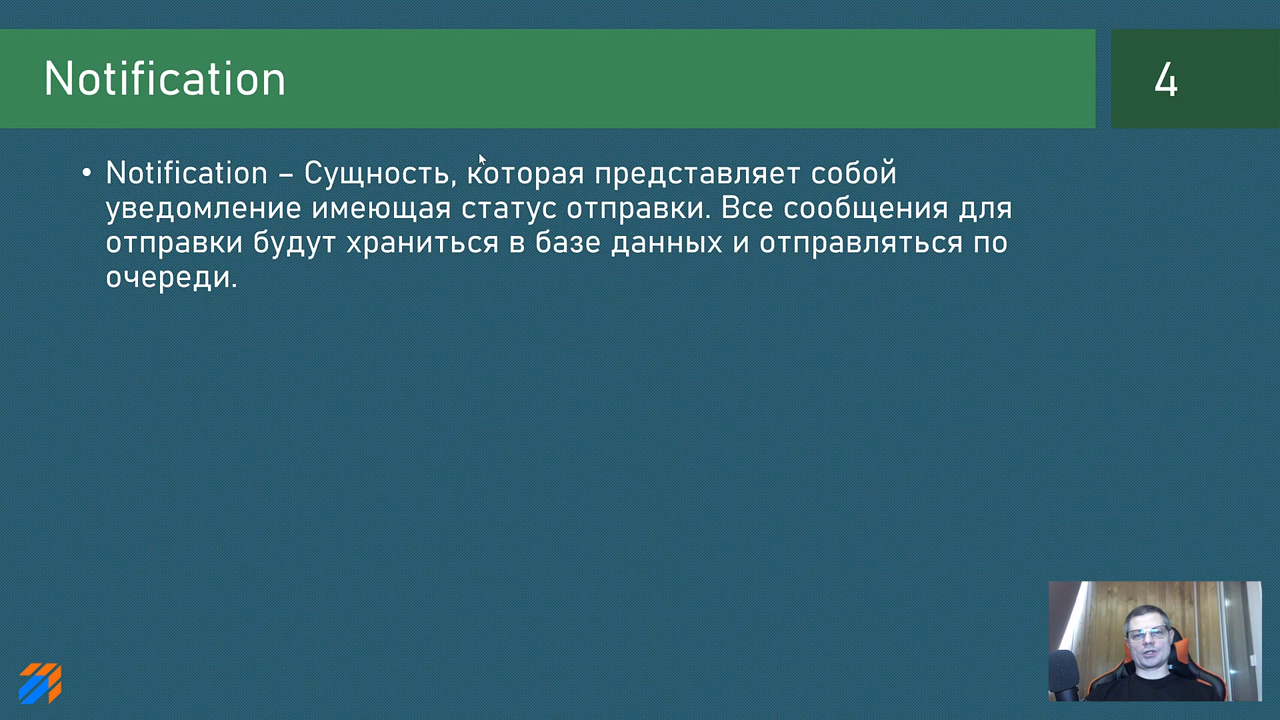 Notification
4
• Notification – Сущность, которая представляет собой
уведомление имеющая статус отправки. Все сообщения для
отправки будут храниться в базе данных и отправляться по
очереди.